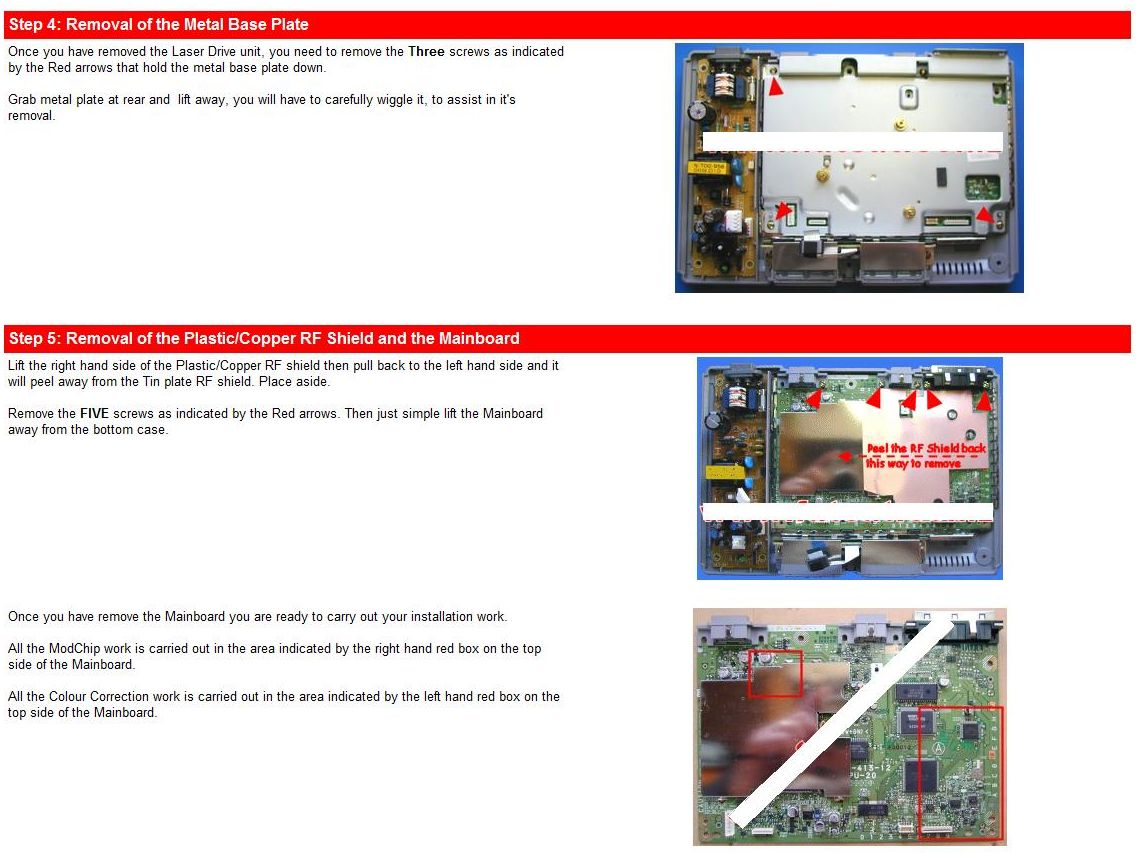 Step 4: Removal of the Metal Base Plate
Once you have removed the Laser Drive unit, you need to remove the Three screws as indicated
by the Red arrows that hold the metal base plate down.
Grab metal plate at rear and lift away, you will have to carefully wiggle it, to assist in it's
removal.
Step 5: Removal of the Plastic/Copper RF Shield and the Mainboard
Lift the right hand side of the Plastic/Copper RF shield then pull back to the left hand side and it
will peel away from the Tin plate RF shield. Place aside.
Remove the FIVE screws as indicated by the Red arrows. Then just simple lift the Mainboard
away from the bottom case.
Peel the RF Shield back
this way to remove
Once you have remove the Mainboard you are ready to carry out your installation work.
All the ModChip work is carried out in the area indicated by the right hand red box on the top
side of the Mainboard.
All the Colour Correction work is carried out in the area indicated by the left hand red box on the
top side of the Mainboard.
-413-12
PU-20
A